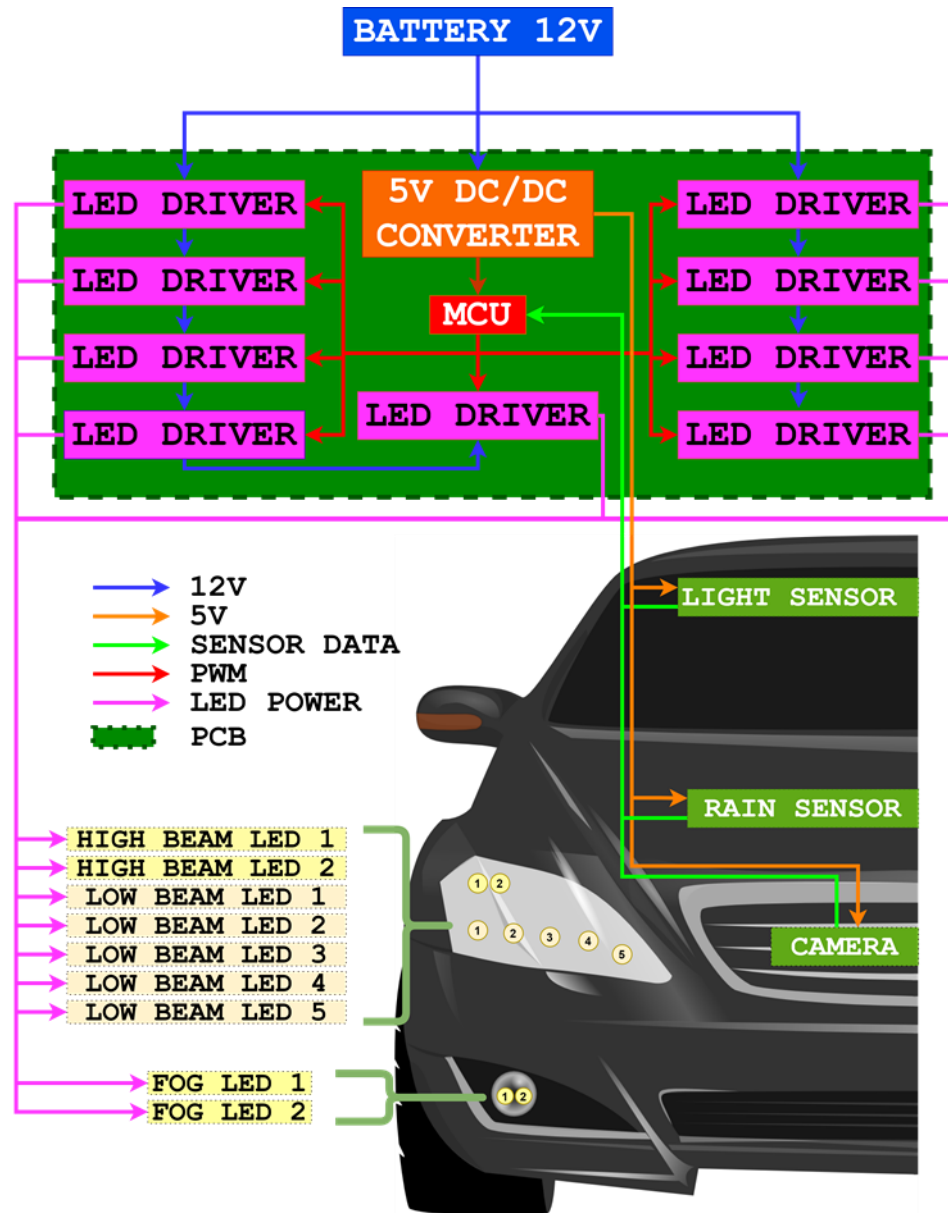 BATTERY 12V
LED DRIVER
LED DRIVER
LED DRIVER
LED DRIVER
5V DC/DC
CONVERTER
MCU
LED DRIVER
LED DRIVER
LED DRIVER
LED DRIVER
LED DRIVER
12V
5V
SENSOR DATA
PWM
LED POWER
PCB
LIGHT SENSOR
RAIN SENSOR
CAMERA
HIGH BEAM LED 1
HIGH BEAM LED 2
LOW BEAM LED 1
LOW BEAM LED 2
LOW BEAM LED 3
LOW BEAM LED 4
LOW BEAM LED 5
1 2
1 2 3 4 5
FOG LED 1
FOG LED 2
1 2